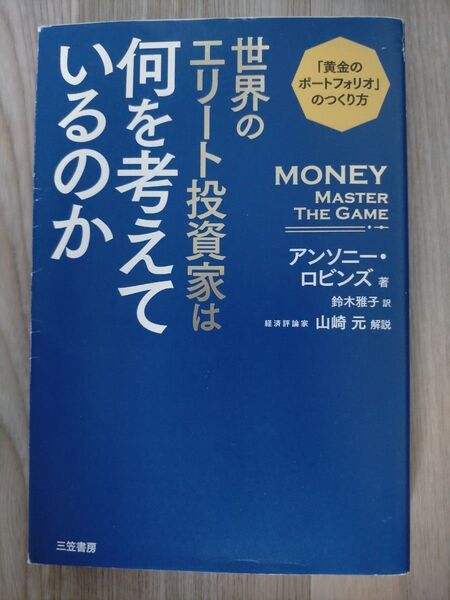 世界の
エリート投資家は
何を考えて
いるのか
「黄金の
ポートフォリオ」
のつくり方
MONEY
MASTER
THE GAME
アンソニー・
ロビンズ 著
鈴木雅子 訳
経済評論家 山崎 元 解説
三笠書房